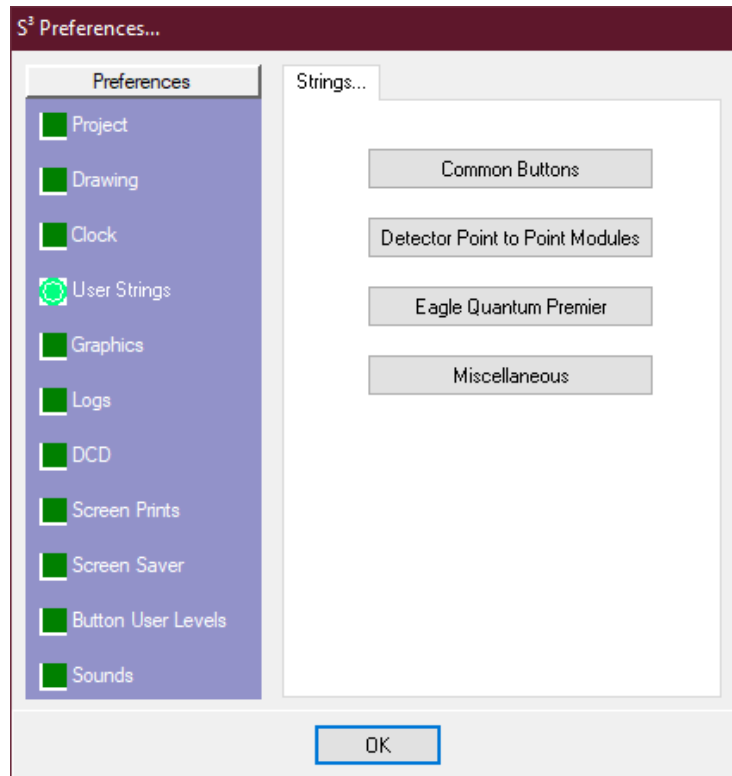 S³ Preferences...
Preferences
Project
Drawing
Clock
User Strings
Graphics
Logs
DCD
Screen Prints
Screen Saver
Button User Levels
Sounds
Strings...
Common Buttons
Detector Point to Point Modules
Eagle Quantum Premier
Miscellaneous
OK